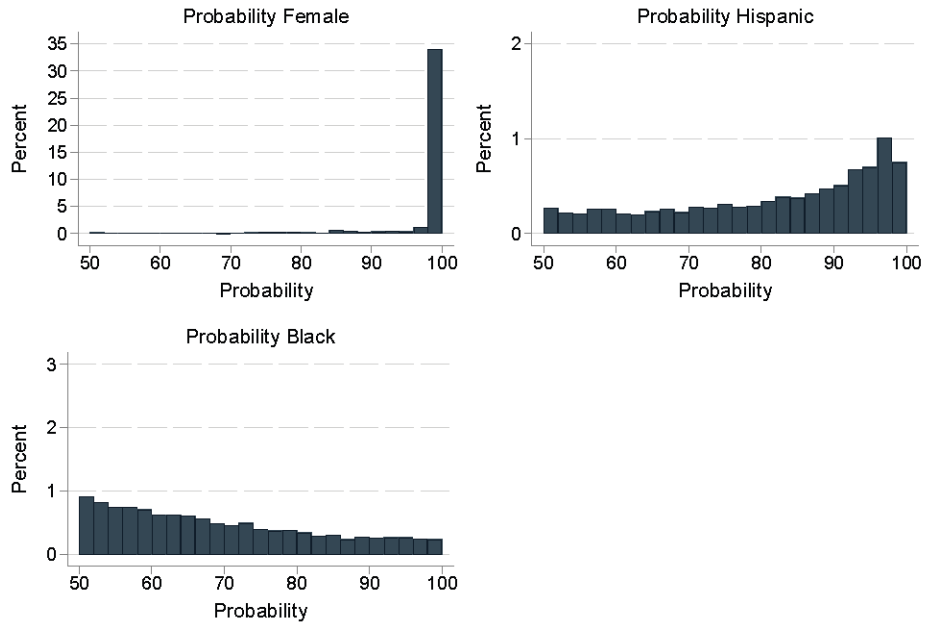 Probability Female
35
30
25
20
15
10
5
0
Percent
50 60 70 80 90 100
Probability
Probability Hispanic
2
1
0
Percent
50 60 70 80 90 100
Probability
Probability Black
3
2
1
0
Percent
50 60 70 80 90 100
Probability